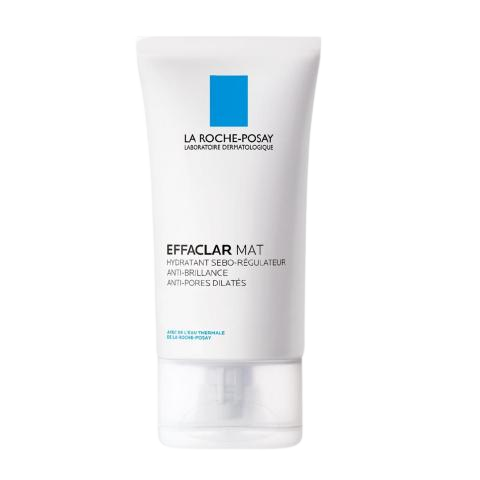 LA ROCHE-POSAY
LABORATOIRE DERMATOLOGIQUE
EFFACLAR MAT
HYDRATANT SEBO-RÉGULATEUR
ANTI-BRILLANCE
ANTI-PORES DILATÉS
AVEC DE L'EAU THERMALE
DE LA ROCHE-POSAY